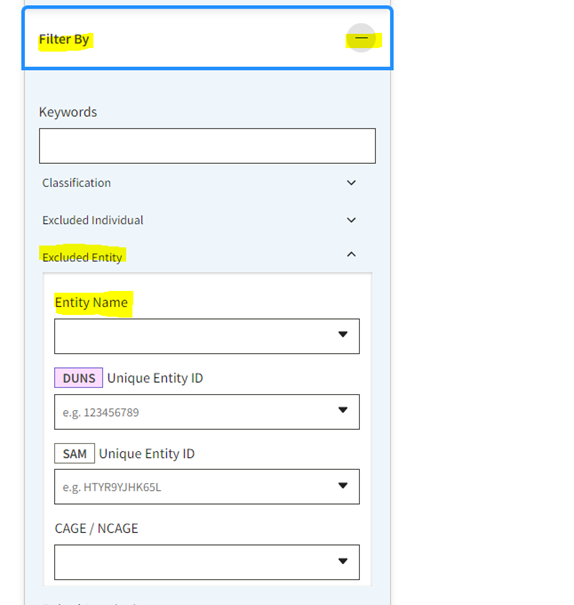 Filter By
Keywords
Classification
Excluded Individual
Excluded Entity
Entity Name
DUNS Unique Entity ID
e.g. 123456789
SAM Unique Entity ID
e.g. HTYR9YJHK65L
CAGE / NCAGE